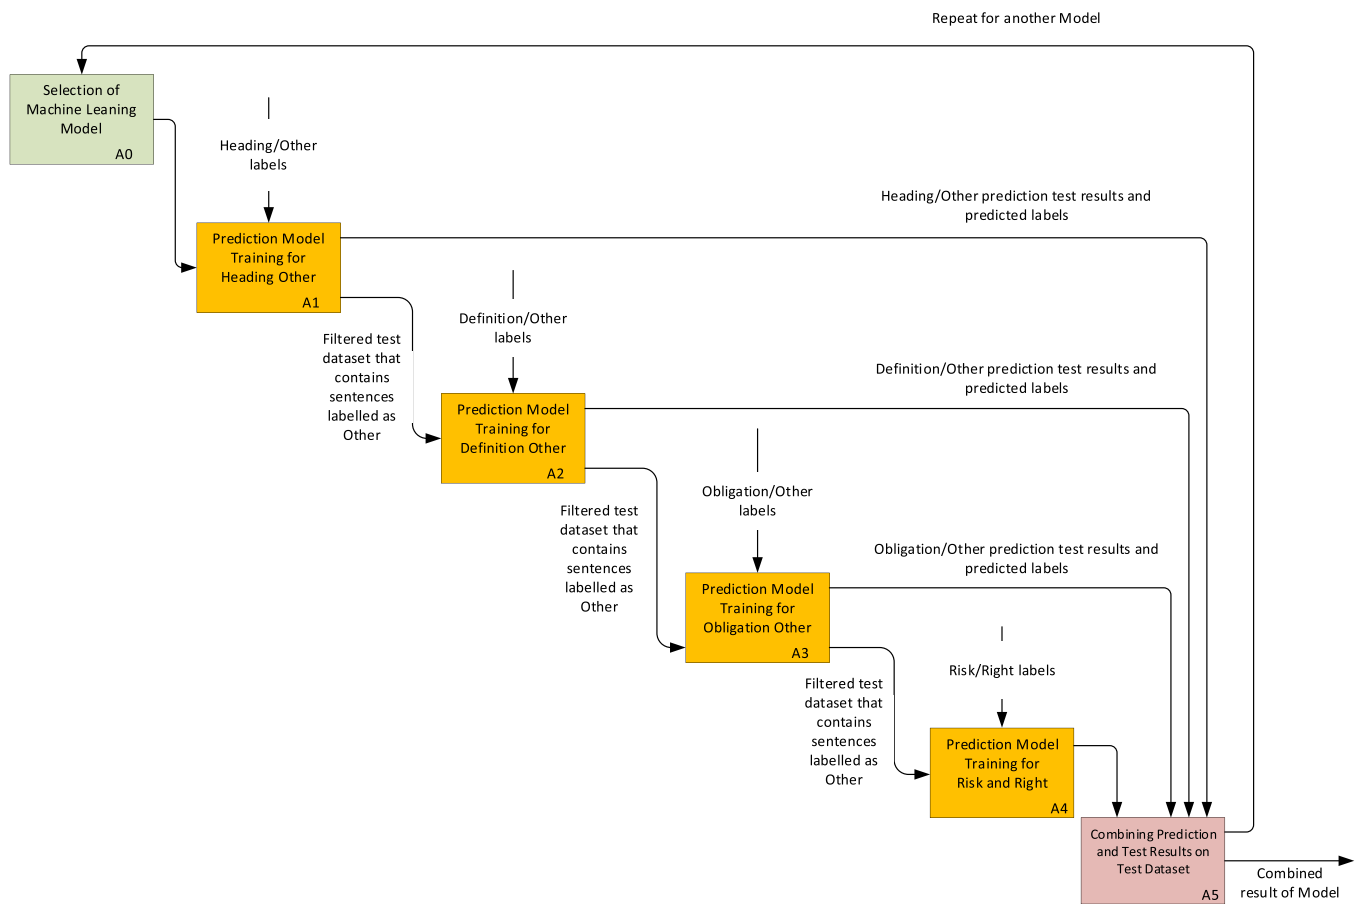 Repeat for another Model
Selection of
Machine Leaning
Model
A0
Heading/Other
labels
Heading/Other prediction test results and
predicted labels
Prediction Model
Training for
Heading Other
A1
Definition/Other
labels
Filtered test
dataset that
contains
sentences
labelled as
Other
Definition/Other prediction test results and
predicted labels
Prediction Model
Training for
Definition Other
A2
Obligation/Other
labels
Filtered test
dataset that
contains
sentences
labelled as
Other
Obligation/Other prediction test results and
predicted labels
Prediction Model
Training for
Obligation Other
A3
Risk/Right labels
Filtered test
dataset that
contains
sentences
labelled as
Other
Prediction Model
Training for
Risk and Right
A4
Combining Prediction
and Test Results on
Test Dataset
A5
Combined
result of Model